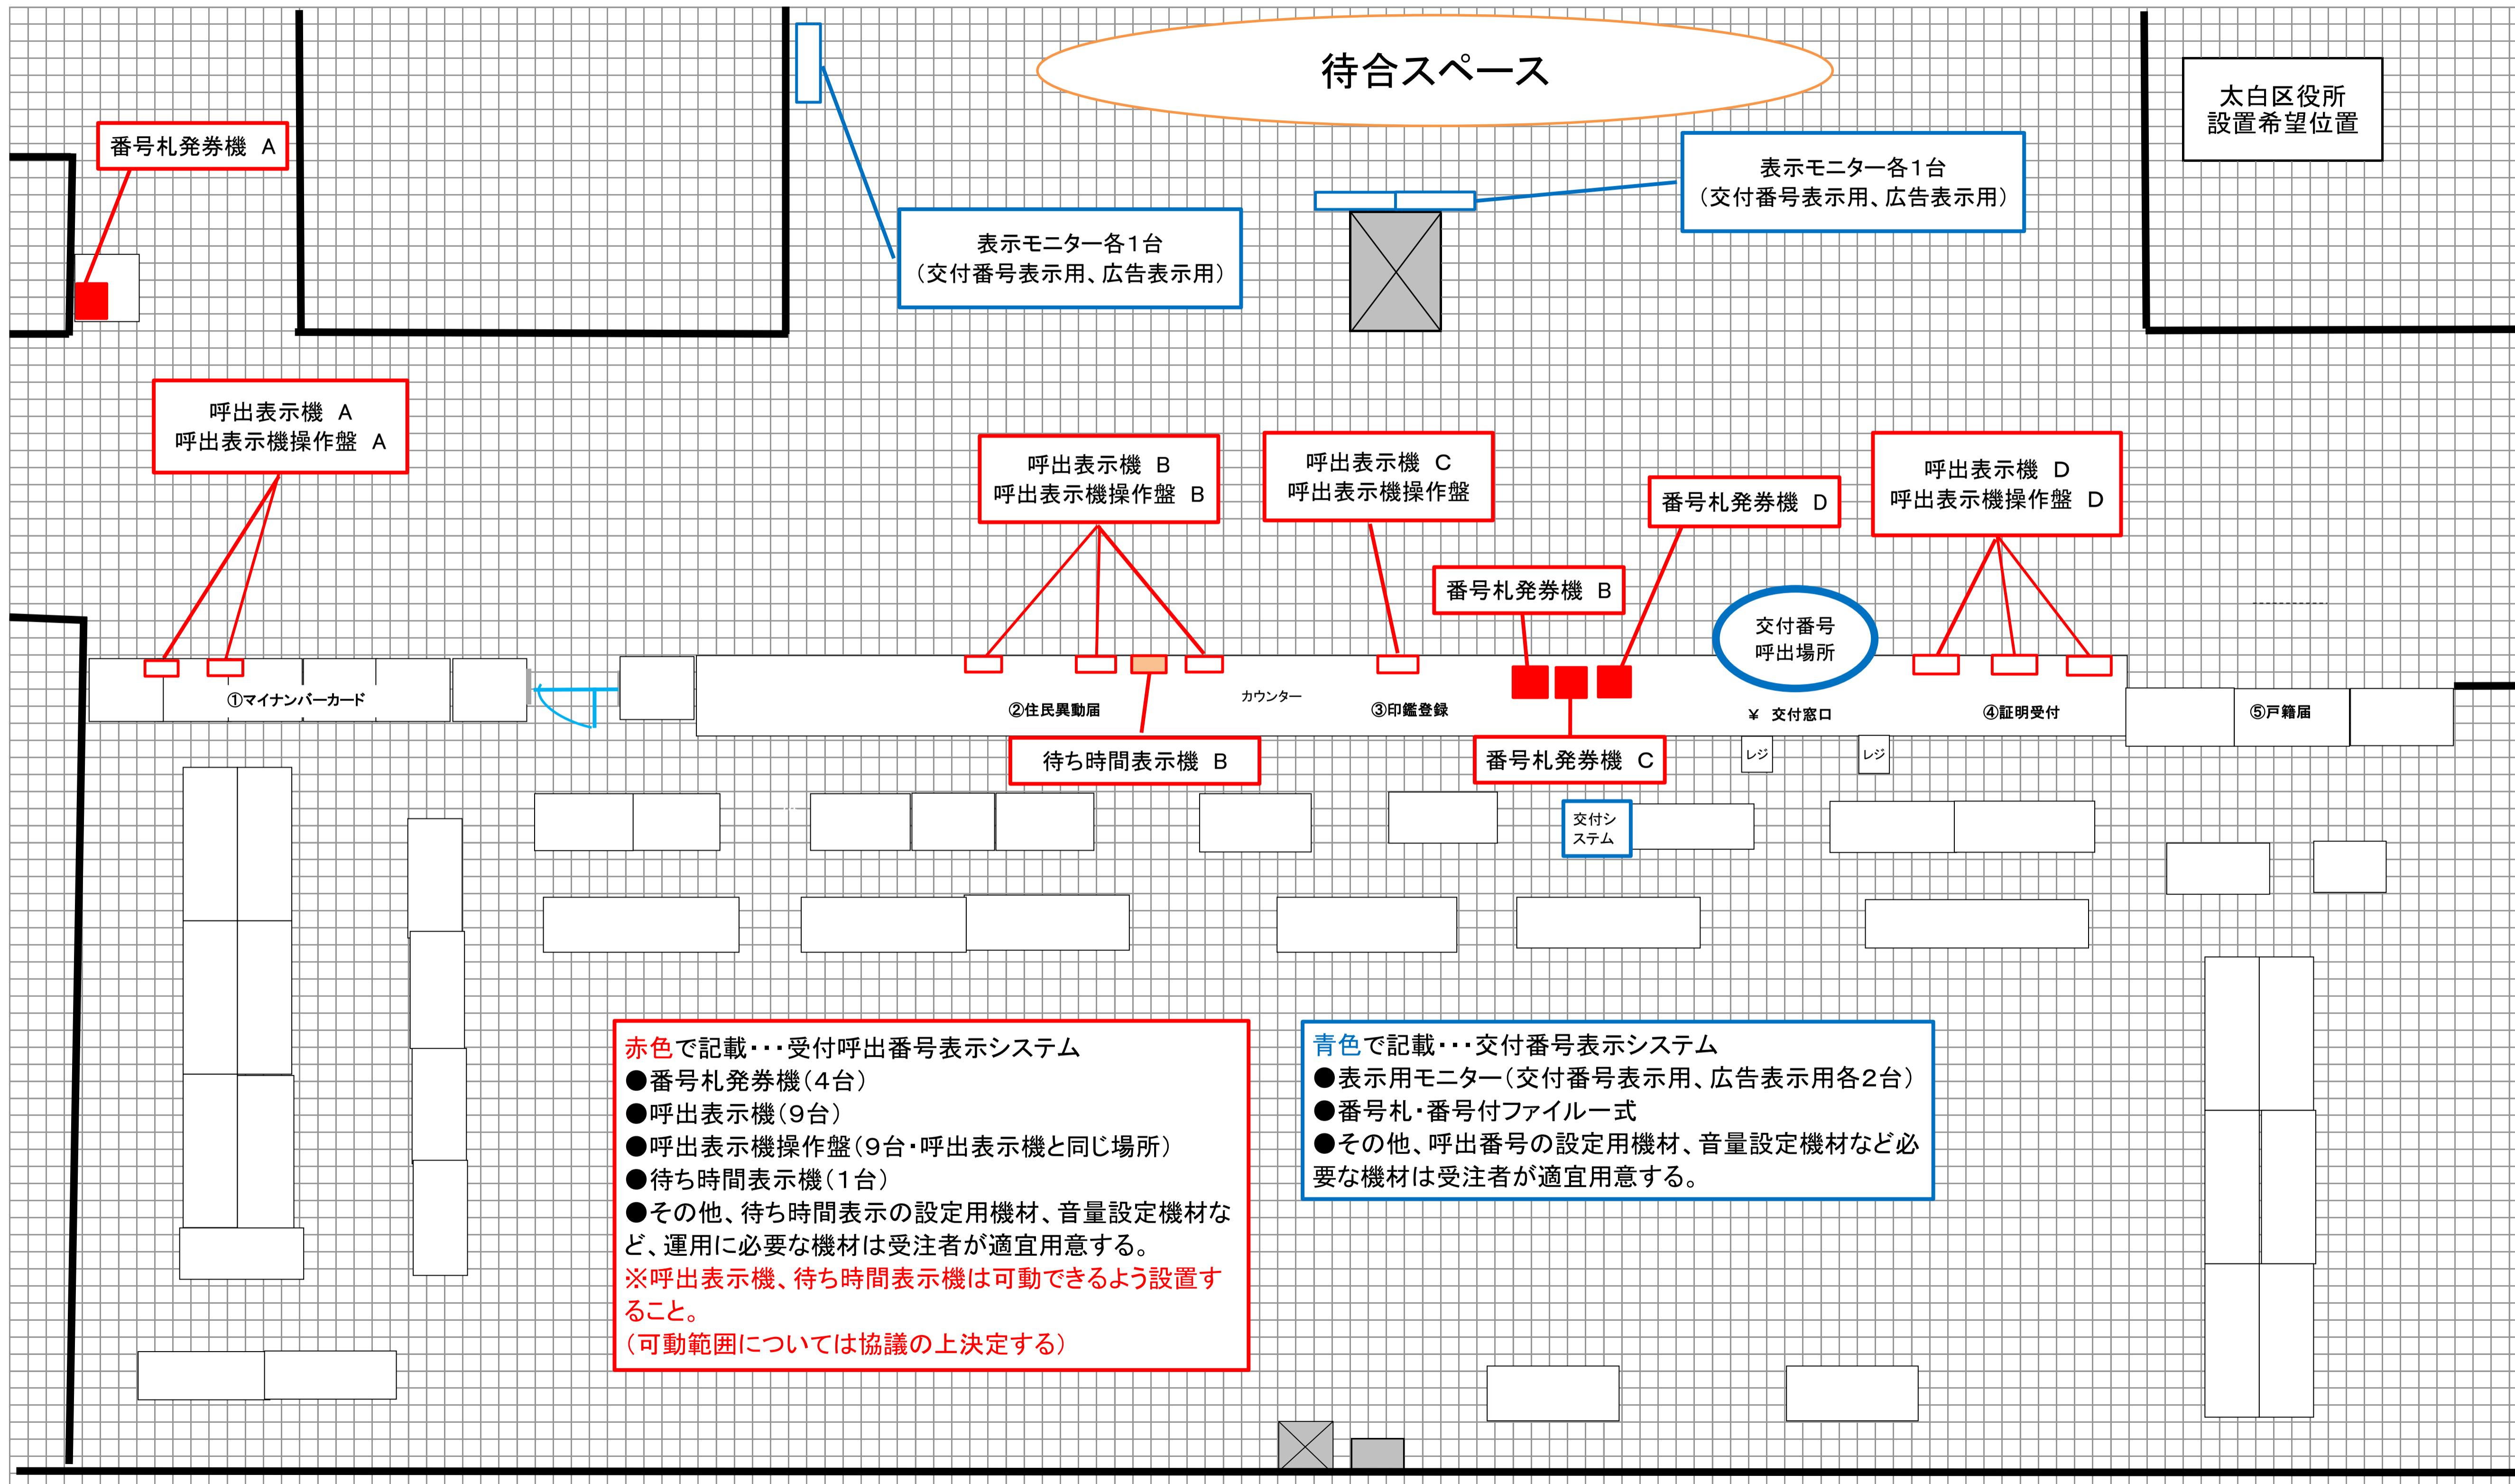 待合スペース
太白区役所
設置希望位置
番号札発券機 A
表示モニター各1台
（交付番号表示用、広告表示用）
表示モニター各1台
（交付番号表示用、広告表示用）
呼出表示機 A
呼出表示機操作盤 A
呼出表示機 B
呼出表示機操作盤 B
呼出表示機 C
呼出表示機操作盤
番号札発券機 D
呼出表示機 D
呼出表示機操作盤 D
番号札発券機 B
交付番号
呼出場所
①マイナンバーカード
②住民異動届
カウンター
③印鑑登録
￥ 交付窓口
④証明受付
⑤戸籍届
待ち時間表示機 B
番号札発券機 C
レジ
レジ
交付シ
ステム
赤色で記載・・・受付呼出番号表示システム
●番号札発券機（4台）
●呼出表示機（9台）
●呼出表示機操作盤（9台・呼出表示機と同じ場所）
●待ち時間表示機（1台）
●その他、待ち時間表示の設定用機材、音量設定機材な
ど、運用に必要な機材は受注者が適宜用意する。
※呼出表示機、待ち時間表示機は可動できるよう設置す
ること。
（可動範囲については協議の上決定する）
青色で記載・・・交付番号表示システム
●表示用モニター（交付番号表示用、広告表示用各2台）
●番号札・番号付ファイル一式
●その他、呼出番号の設定用機材、音量設定機材など必
要な機材は受注者が適宜用意する。